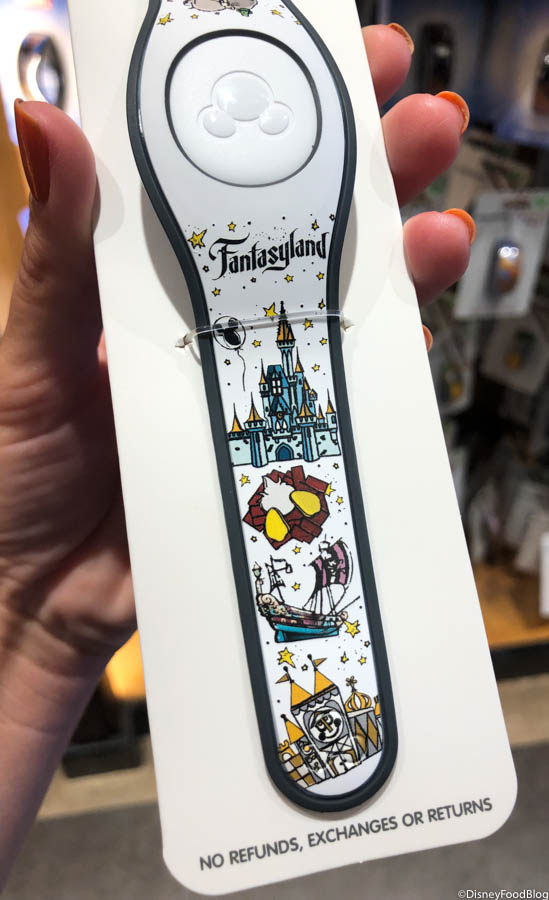 Fantasyland
NO REFUNDS, EXCHANGES OR RETURNS
©DisneyFoodBlog